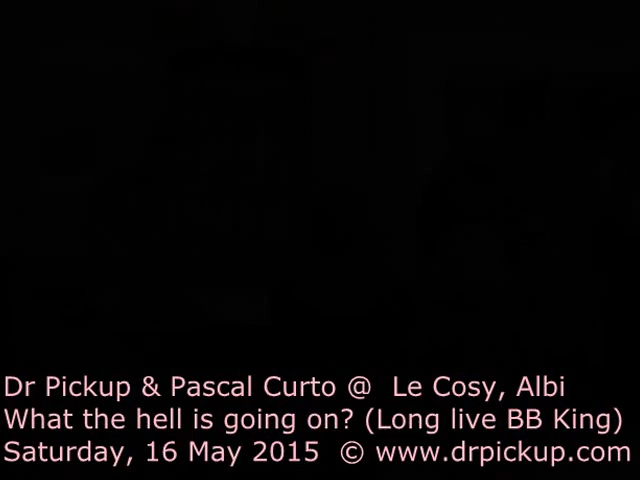 Dr Pickup & Pascal Curto @  Le Cosy, Albi
What the hell is going on? (Long live BB King)
Saturday, 16 May 2015  © www.drpickup.com